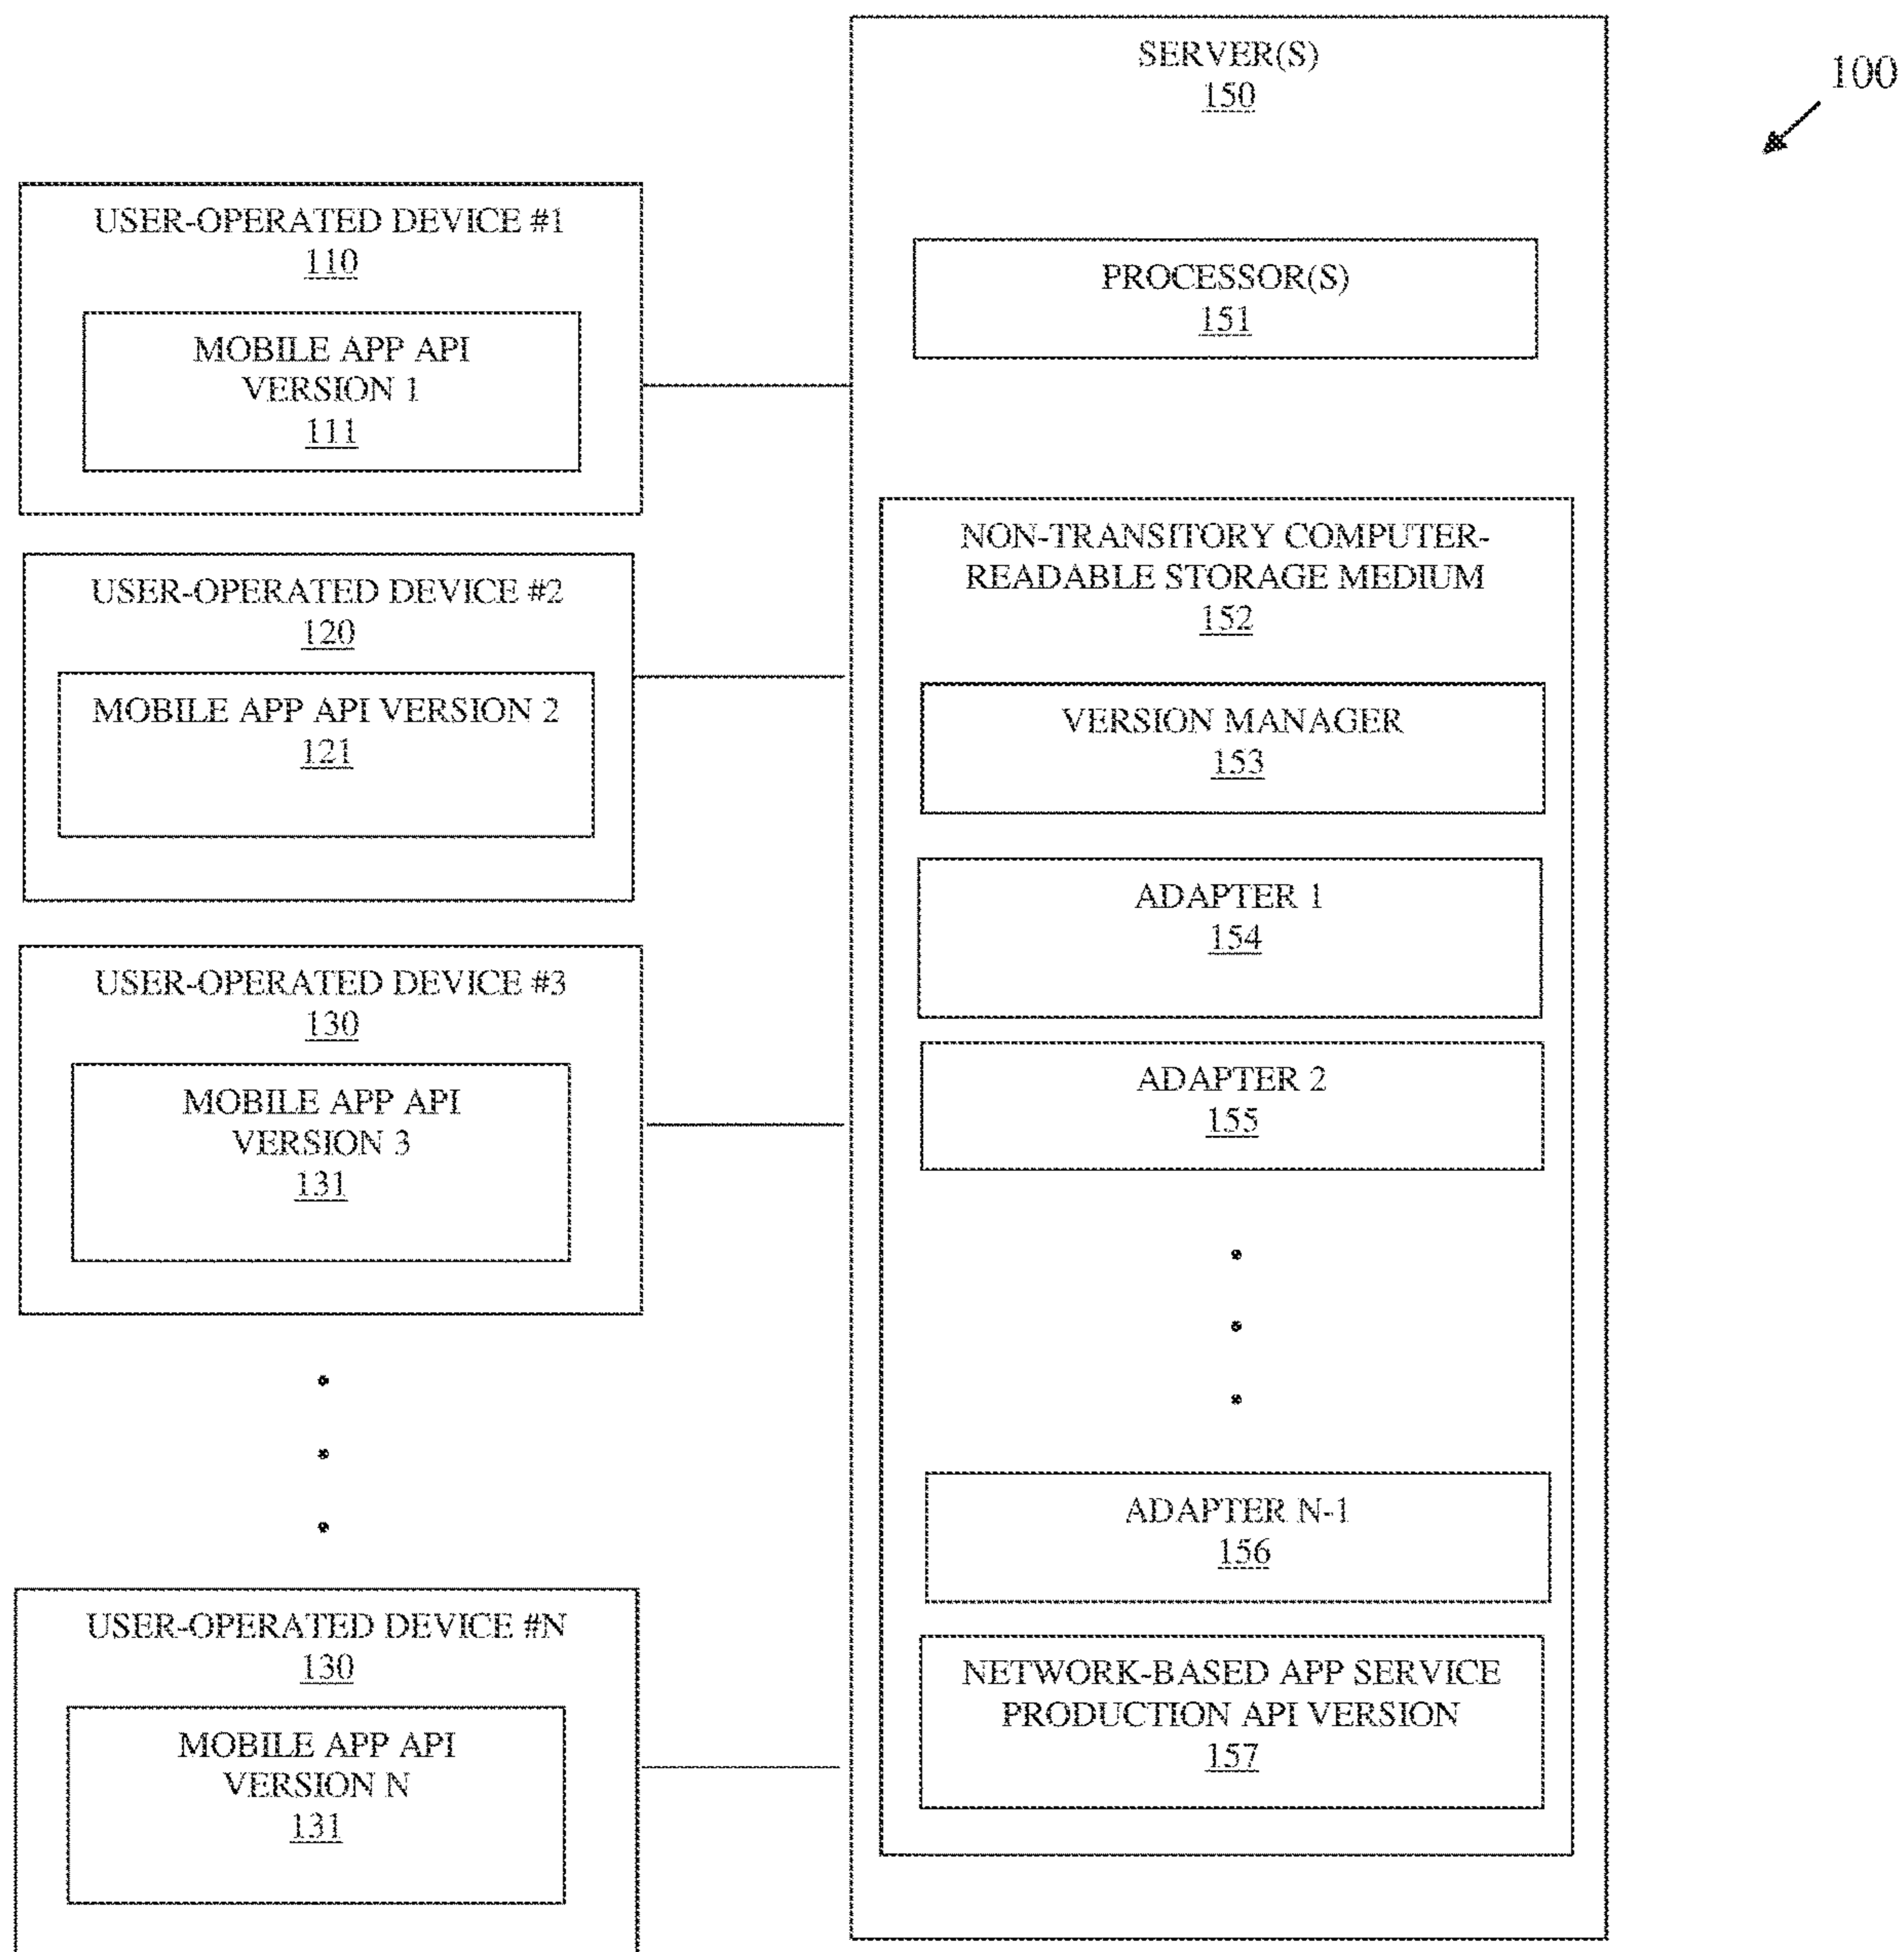 100
USER-OPERATED DEVICE #1
110
MOBILE APP API
VERSION 1
111
USER-OPERATED DEVICE #2
120
MOBILE APP API VERSION 2
121
USER-OPERATED DEVICE #3
130
MOBILE APP API
VERSION 3
131
USER-OPERATED DEVICE #N
130
MOBILE APP API
VERSION N
131
SERVER(S)
150
PROCESSOR(S)
151
NON-TRANSITORY COMPUTER-
READABLE STORAGE MEDIUM
152
VERSION MANAGER
153
ADAPTER 1
154
ADAPTER 2
155
ADAPTER N-1
156
NETWORK-BASED APP SERVICE
PRODUCTION API VERSION
157